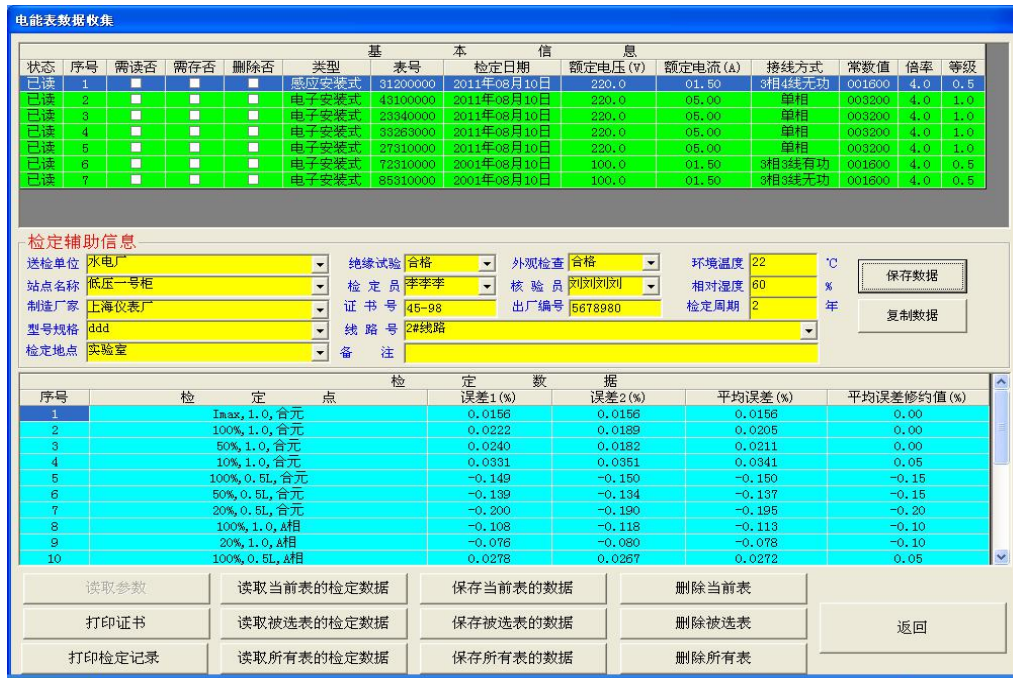 电能表数据收集
基 本 信 息
状态 序号 需读否 需存否 删除否 类型 表号 检定日期 额定电压(V) 额定电流(A) 接线方式 常数值 倍率 等级
已读 1 感应安装式 31200000 2011年08月10日 220.0 01.50 3相4线无功 001600 4.0 0.5
已读 2 电子安装式 43100000 2011年08月10日 220.0 05.00 单相 003200 4.0 1.0
已读 3 电子安装式 23340000 2011年08月10日 220.0 05.00 单相 003200 4.0 1.0
已读 4 电子安装式 33263000 2011年08月10日 220.0 05.00 单相 003200 4.0 1.0
已读 5 电子安装式 27310000 2011年08月10日 220.0 05.00 单相 003200 4.0 1.0
已读 6 电子安装式 72310000 2001年08月10日 100.0 01.50 3相3线有功 001600 4.0 0.5
已读 7 电子安装式 85310000 2001年08月10日 100.0 01.50 3相3线无功 001600 4.0 0.5
检定辅助信息
送检单位 水电厂 绝缘试验 合格 外观检查 合格 环境温度 22 ℃
站点名称 低压一号柜 检 定 员 李李李 核 验 员 刘刘刘刘 相对湿度 60 % 保存数据
制造厂家 上海仪表厂 证 书 号 45-98 出厂编号 5678980 检定周期 2 年 复制数据
型号规格 ddd 线 路 号 2#线路
检定地点 实验室 备 注
检 定 数 据
序号 检 定 点 误差1(%) 误差2(%) 平均误差(%) 平均误差修约值(%)
1 Imax,1.0,合元 0.0156 0.0156 0.0156 0.00
2 100%,1.0,合元 0.0222 0.0189 0.0205 0.00
3 50%,1.0,合元 0.0240 0.0182 0.0211 0.00
4 10%,1.0,合元 0.0331 0.0351 0.0341 0.05
5 100%,0.5L,合元 -0.149 -0.150 -0.150 -0.15
6 50%,0.5L,合元 -0.139 -0.134 -0.137 -0.15
7 20%,0.5L,合元 -0.200 -0.190 -0.195 -0.20
8 100%,1.0,A相 -0.108 -0.118 -0.113 -0.10
9 20%,1.0,A相 -0.076 -0.080 -0.078 -0.10
10 100%,0.5L,A相 0.0278 0.0267 0.0272 0.05
读取参数 读取当前表的检定数据 保存当前表的数据 删除当前表
打印证书 读取被选表的检定数据 保存被选表的数据 删除被选表 返回
打印检定记录 读取所有表的检定数据 保存所有表的数据 删除所有表